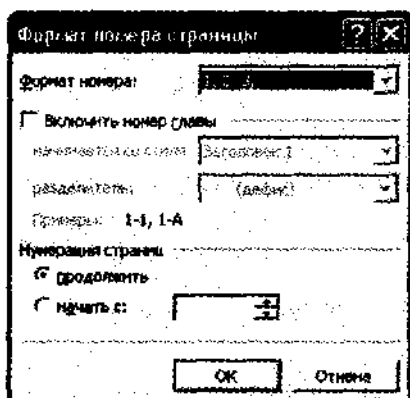 Формат номера страницы
Формат номера:
Включить номер главы
начинается со стиля Заголовок 1
разделитель: - (дефис)
Примеры: 1-1, 1-A
Нумерация страниц
продолжить
начать с:
ОК Отмена